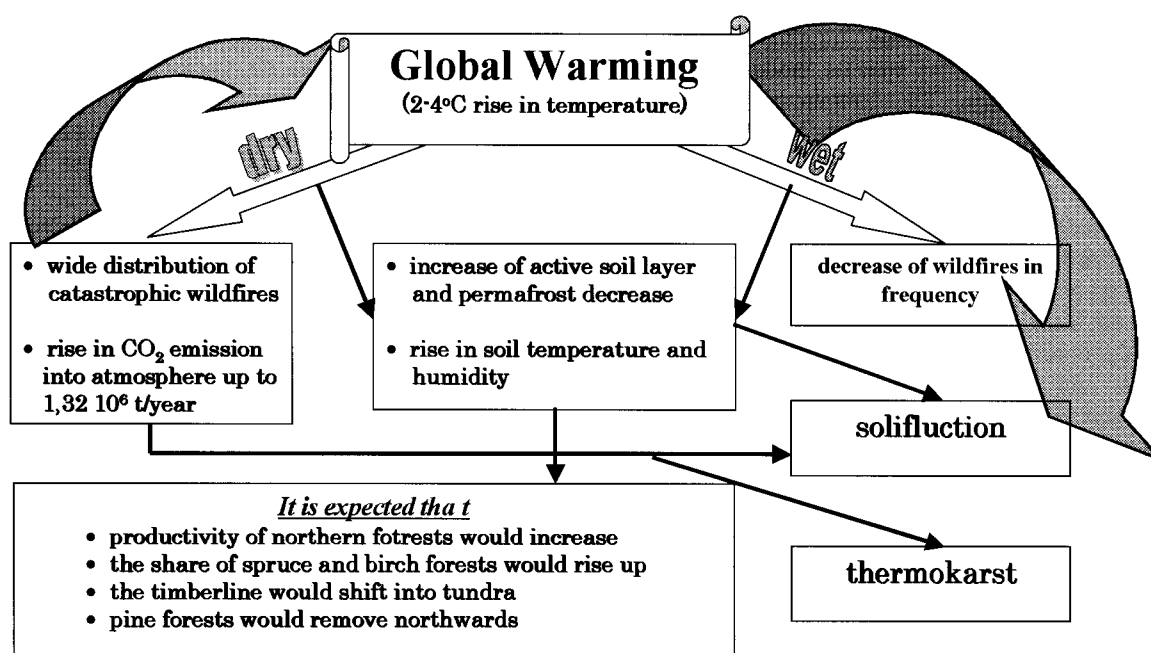 Global Warming
(2-4°C rise in temperature)
dry
wet
• wide distribution of
catastrophic wildfires
• rise in CO₂ emission
into atmosphere up to
1,32 10⁶ t/year
• increase of active soil layer
and permafrost decrease
• rise in soil temperature and
humidity
decrease of wildfires in
frequency
solifluction
thermokarst
It is expected tha t
• productivity of northern fotrests would increase
• the share of spruce and birch forests would rise up
• the timberline would shift into tundra
• pine forests would remove northwards